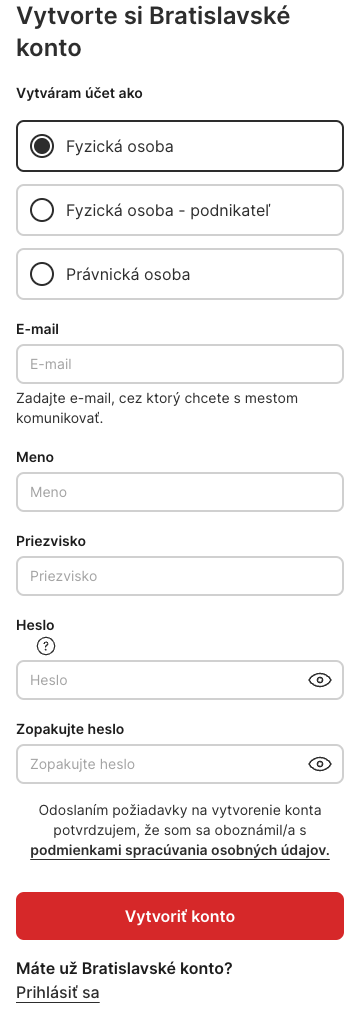 Vytvorte si Bratislavské
konto
Vytváram účet ako
Fyzická osoba
Fyzická osoba - podnikateľ
Právnická osoba
E-mail
E-mail
Zadajte e-mail, cez ktorý chcete s mestom
komunikovať.
Meno
Meno
Priezvisko
Priezvisko
Heslo
?
Heslo
Zopakujte heslo
Zopakujte heslo
Odoslaním požiadavky na vytvorenie konta
potvrdzujem, že som sa oboznámil/a s
podmienkami spracúvania osobných údajov.
Vytvoriť konto
Máte už Bratislavské konto?
Prihlásiť sa